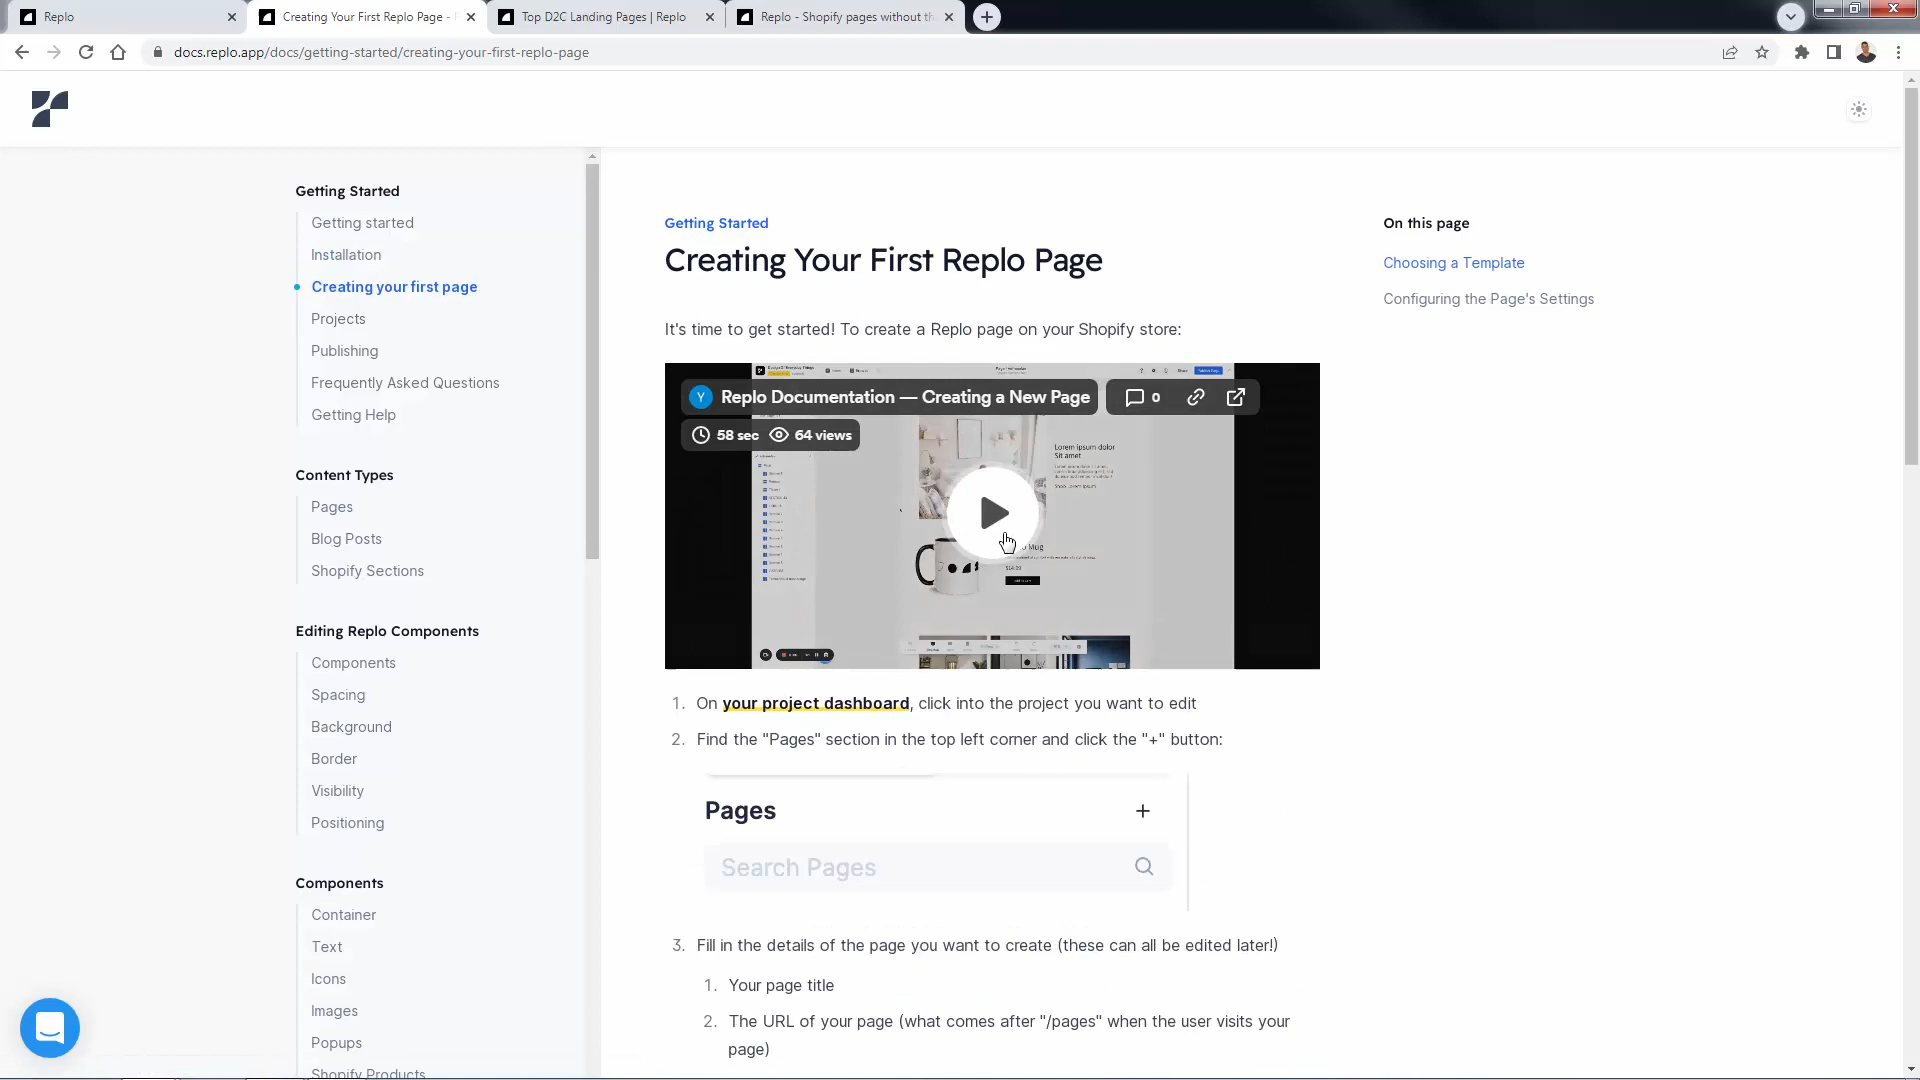 Replo
Creating Your First Replo Page -
Top D2C Landing Pages | Replo
Replo - Shopify pages without th
docs.replo.app/docs/getting-started/creating-your-first-replo-page
Getting Started
Getting started
Installation
Creating your first page
Projects
Publishing
Frequently Asked Questions
Getting Help
Content Types
Pages
Blog Posts
Shopify Sections
Editing Replo Components
Components
Spacing
Background
Border
Visibility
Positioning
Components
Container
Text
Icons
Images
Popups
Shopify Products
Getting Started
Creating Your First Replo Page
It's time to get started! To create a Replo page on your Shopify store:
Y Replo Documentation — Creating a New Page
0
58 sec 64 views
Lorem ipsum dolor
Sit amet
Mug
1. On your project dashboard, click into the project you want to edit
2. Find the "Pages" section in the top left corner and click the "+" button:
Pages +
Search Pages
3. Fill in the details of the page you want to create (these can all be edited later!)
1. Your page title
2. The URL of your page (what comes after "/pages" when the user visits your
page)
On this page
Choosing a Template
Configuring the Page's Settings